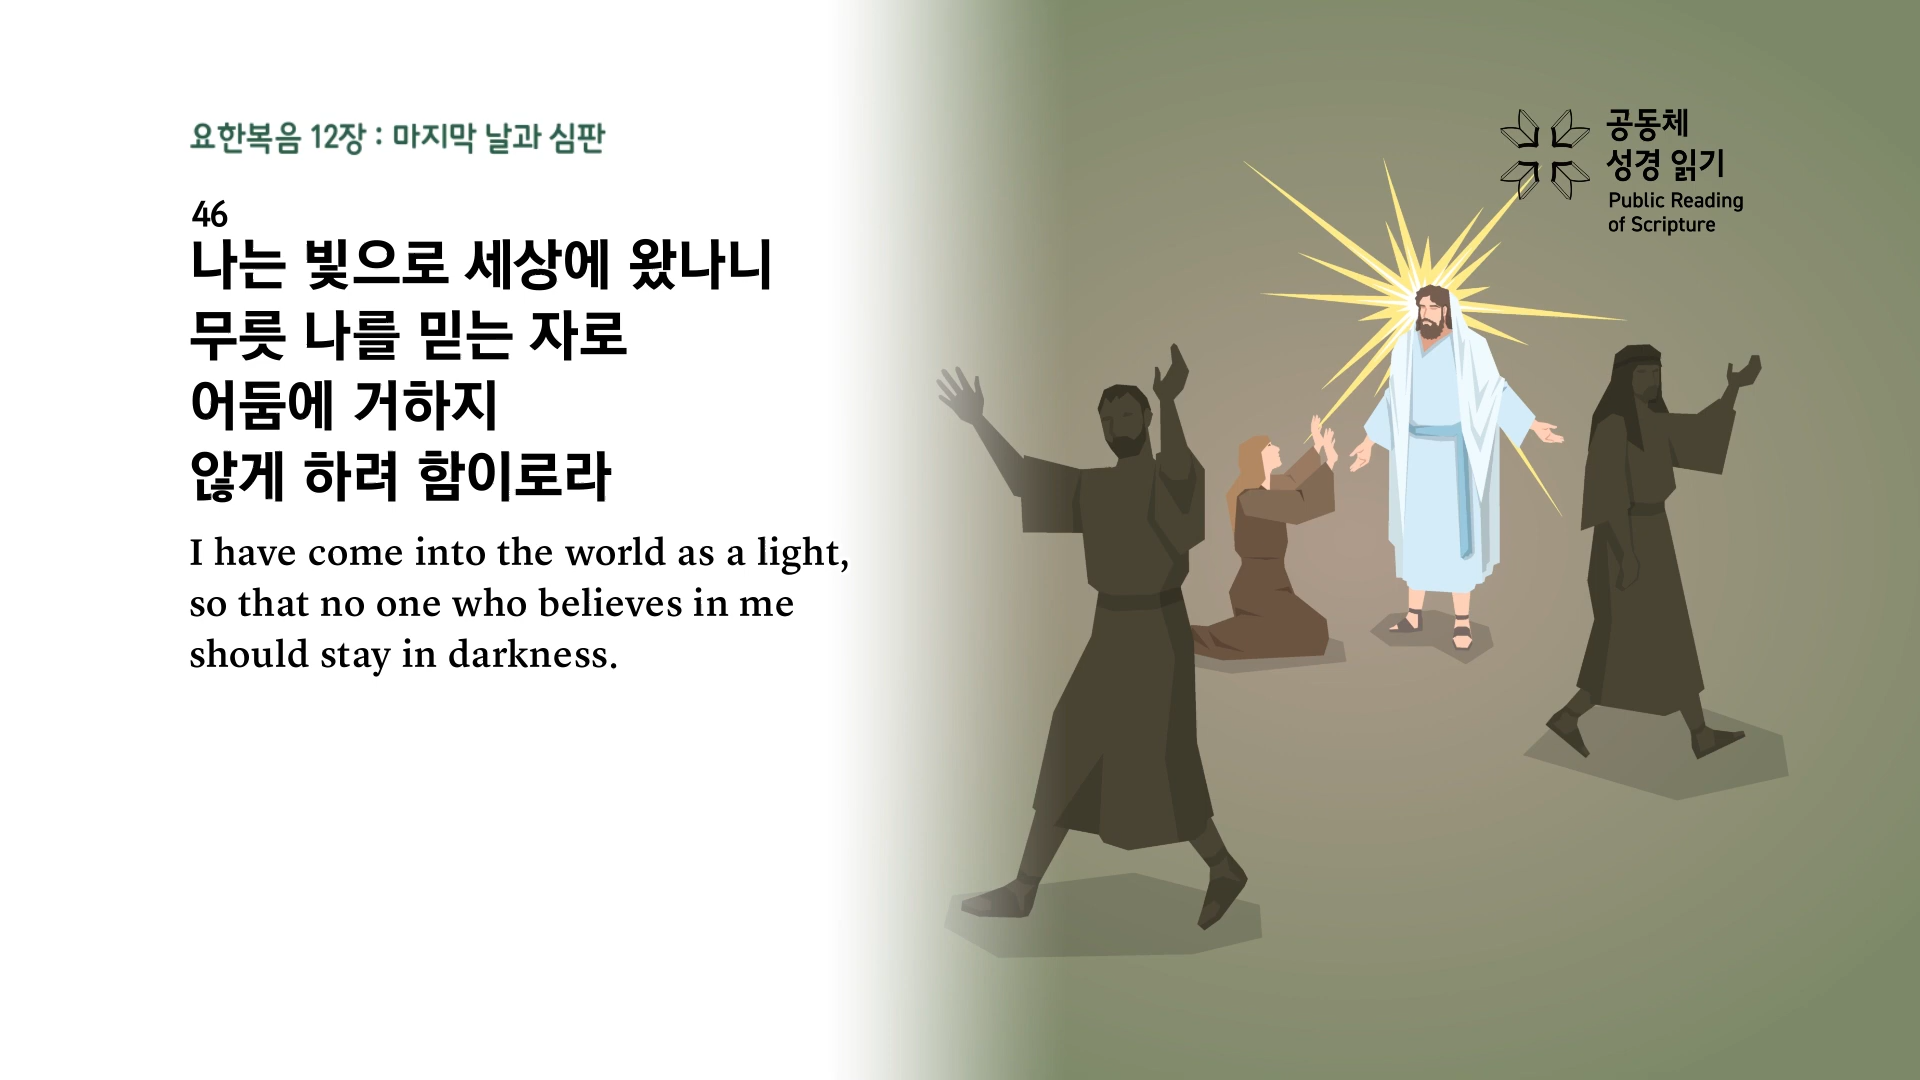 요한복음 12장 : 마지막 날과 심판
46
나는 빛으로 세상에 왔나니
무릇 나를 믿는 자로
어둠에 거하지
않게 하려 함이로라
I have come into the world as a light,
so that no one who believes in me
should stay in darkness.
공동체
성경 읽기
Public Reading
of Scripture